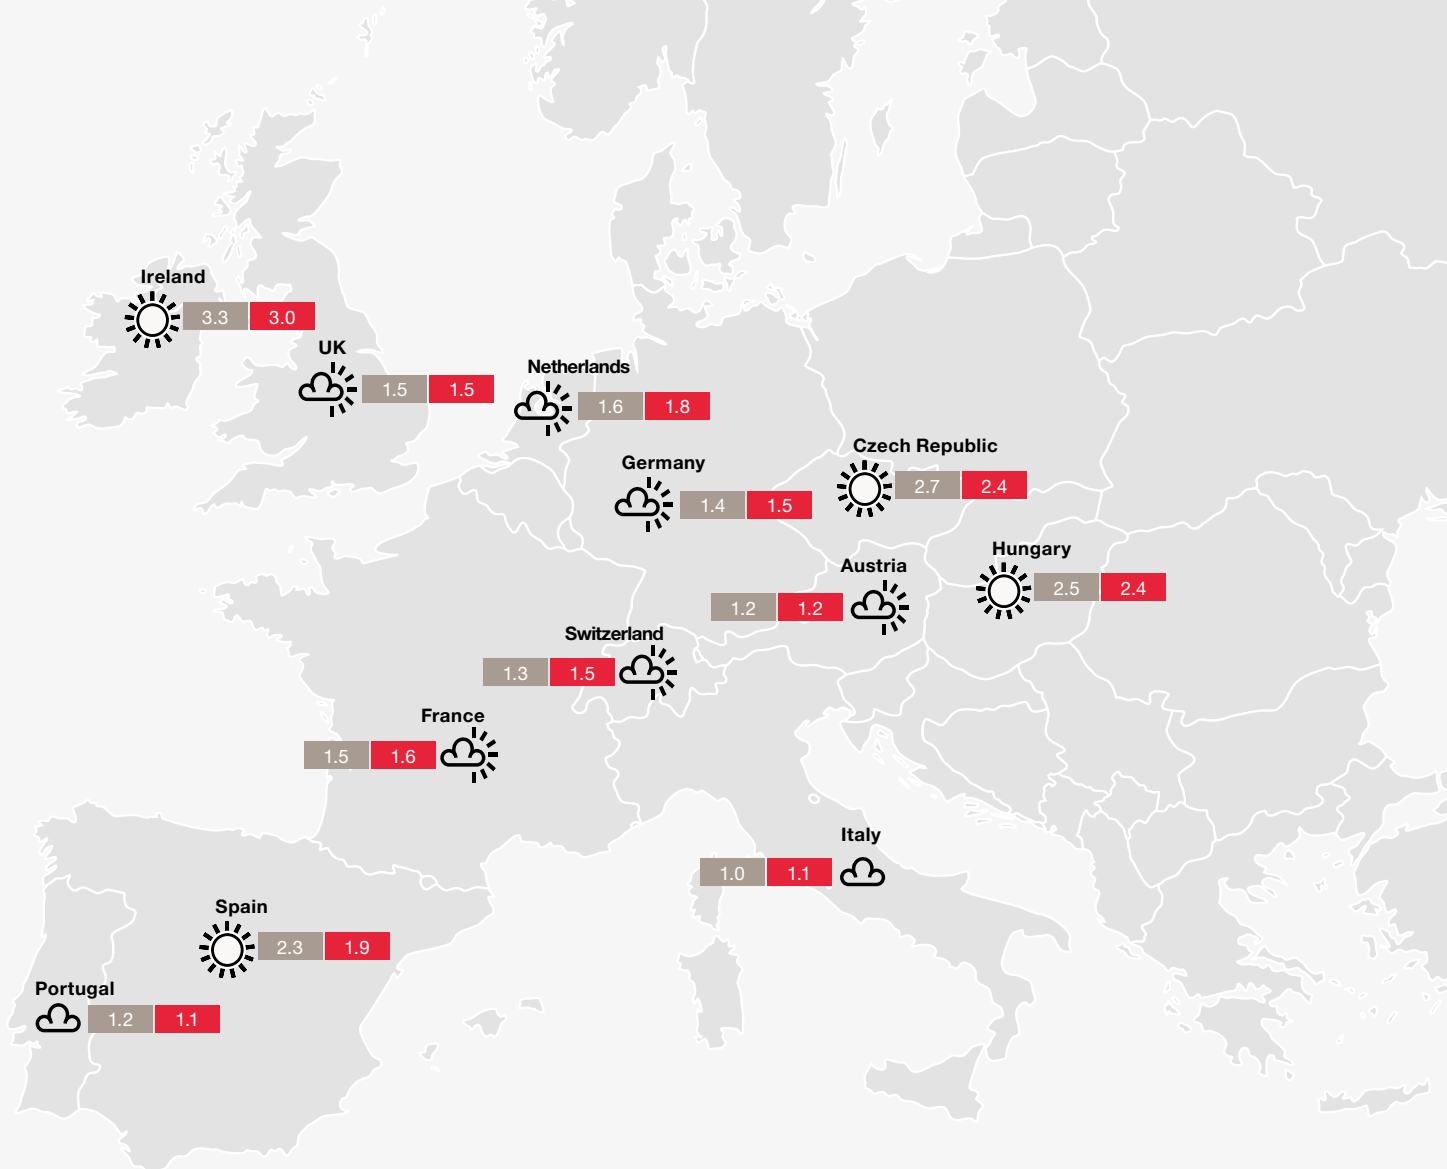 Ireland
3.3 3.0
UK
1.5 1.5
Netherlands
1.6 1.8
Czech Republic
2.7 2.4
Germany
1.4 1.5
Hungary
2.5 2.4
Austria
1.2 1.2
Switzerland
1.3 1.5
France
1.5 1.6
Italy
1.0 1.1
Spain
2.3 1.9
Portugal
1.2 1.1